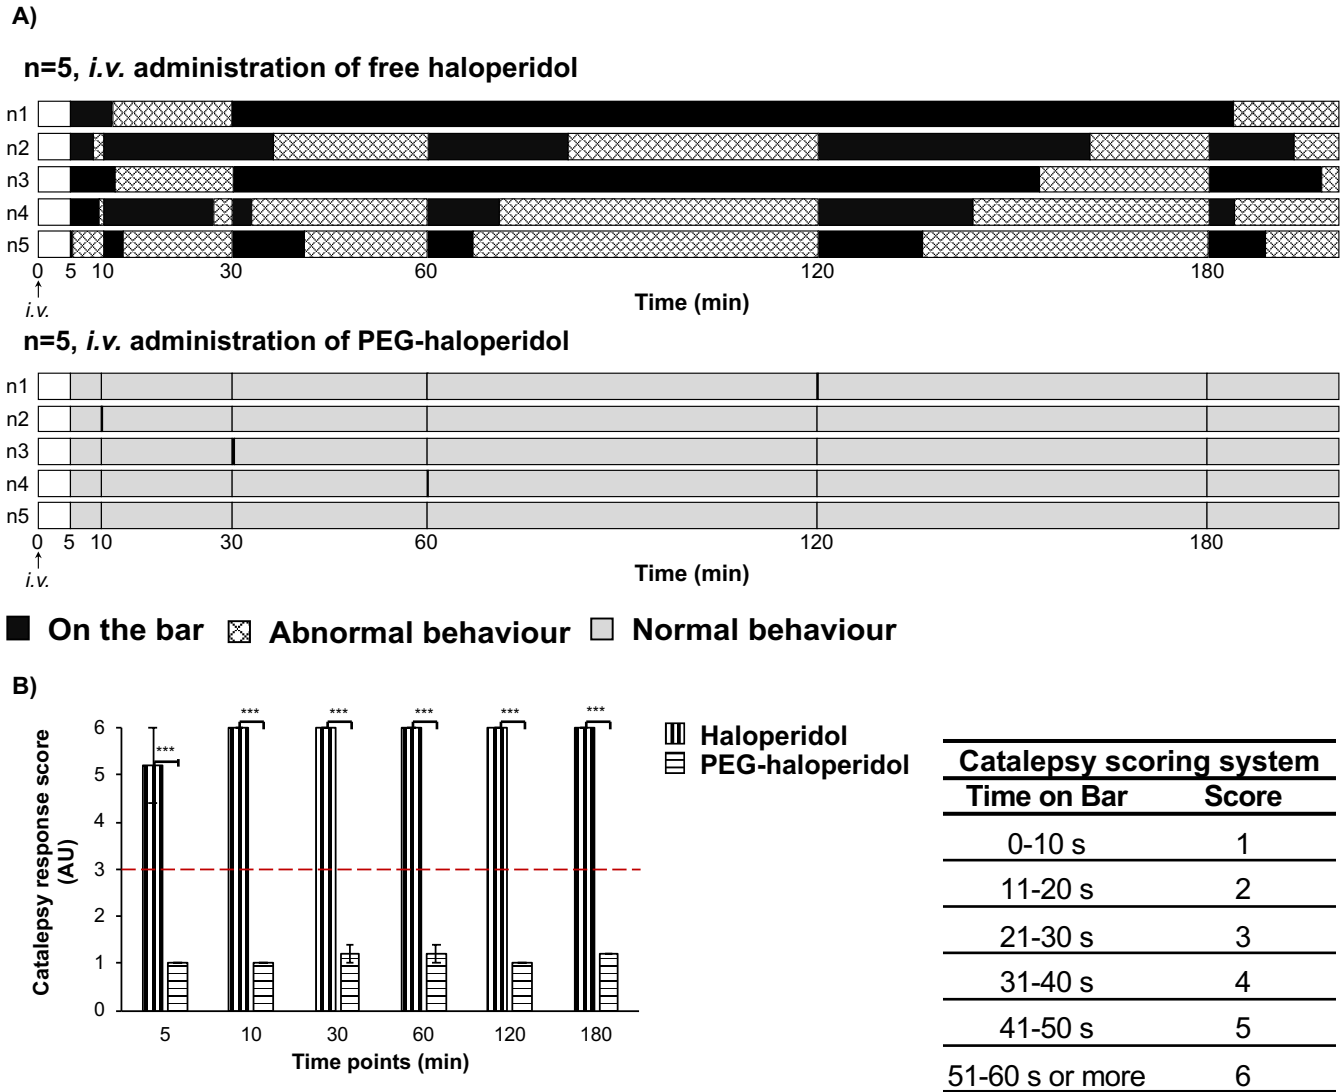 A)
n=5, i.v. administration of free haloperidol
n1
n2
n3
n4
n5
0 5 10 30 60 120 180
i.v.
Time (min)
n=5, i.v. administration of PEG-haloperidol
n1
n2
n3
n4
n5
0 5 10 30 60 120 180
i.v.
Time (min)
On the bar Abnormal behaviour Normal behaviour
B)
Catalepsy response score
(AU)
6
5
4
3
2
1
0
*** *** *** *** *** ***
5 10 30 60 120 180
Time points (min)
Haloperidol
PEG-haloperidol
Catalepsy scoring system
Time on Bar Score
0-10 s 1
11-20 s 2
21-30 s 3
31-40 s 4
41-50 s 5
51-60 s or more 6